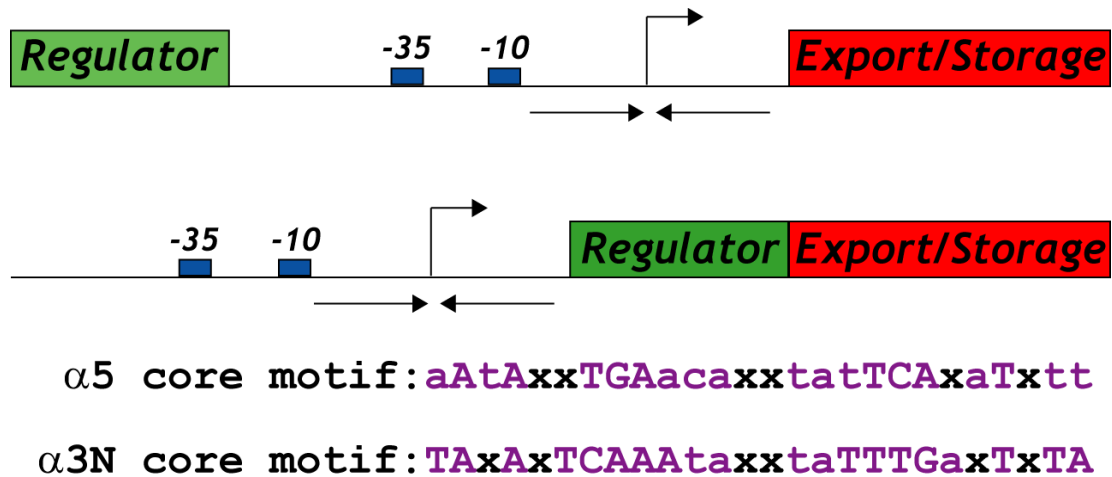 Regulator -35 -10 Export/Storage
-35 -10 Regulator Export/Storage
α5 core motif:aAtAxxTGAacaxxtatTCAxaTxtt
α3N core motif:TAxAxTCAAAtaxxtaTTTGaxTxTA